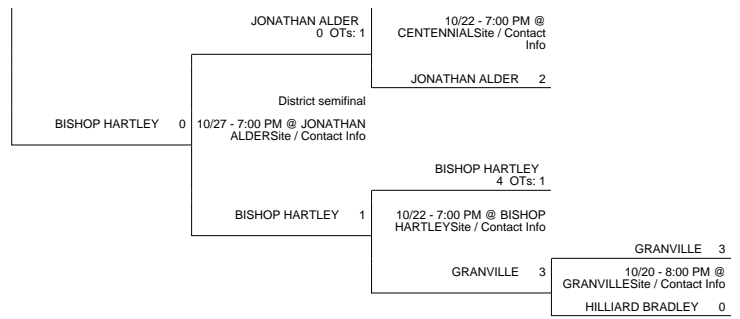 JONATHAN ALDER
0 OTs: 1
10/22 - 7:00 PM @
CENTENNIALSite / Contact
Info
JONATHAN ALDER 2
District semifinal
BISHOP HARTLEY 0
10/27 - 7:00 PM @ JONATHAN
ALDERSite / Contact Info
BISHOP HARTLEY
4 OTs: 1
BISHOP HARTLEY 1
10/22 - 7:00 PM @ BISHOP
HARTLEYSite / Contact Info
GRANVILLE 3
GRANVILLE 3
10/20 - 8:00 PM @
GRANVILLESite / Contact Info
HILLIARD BRADLEY 0